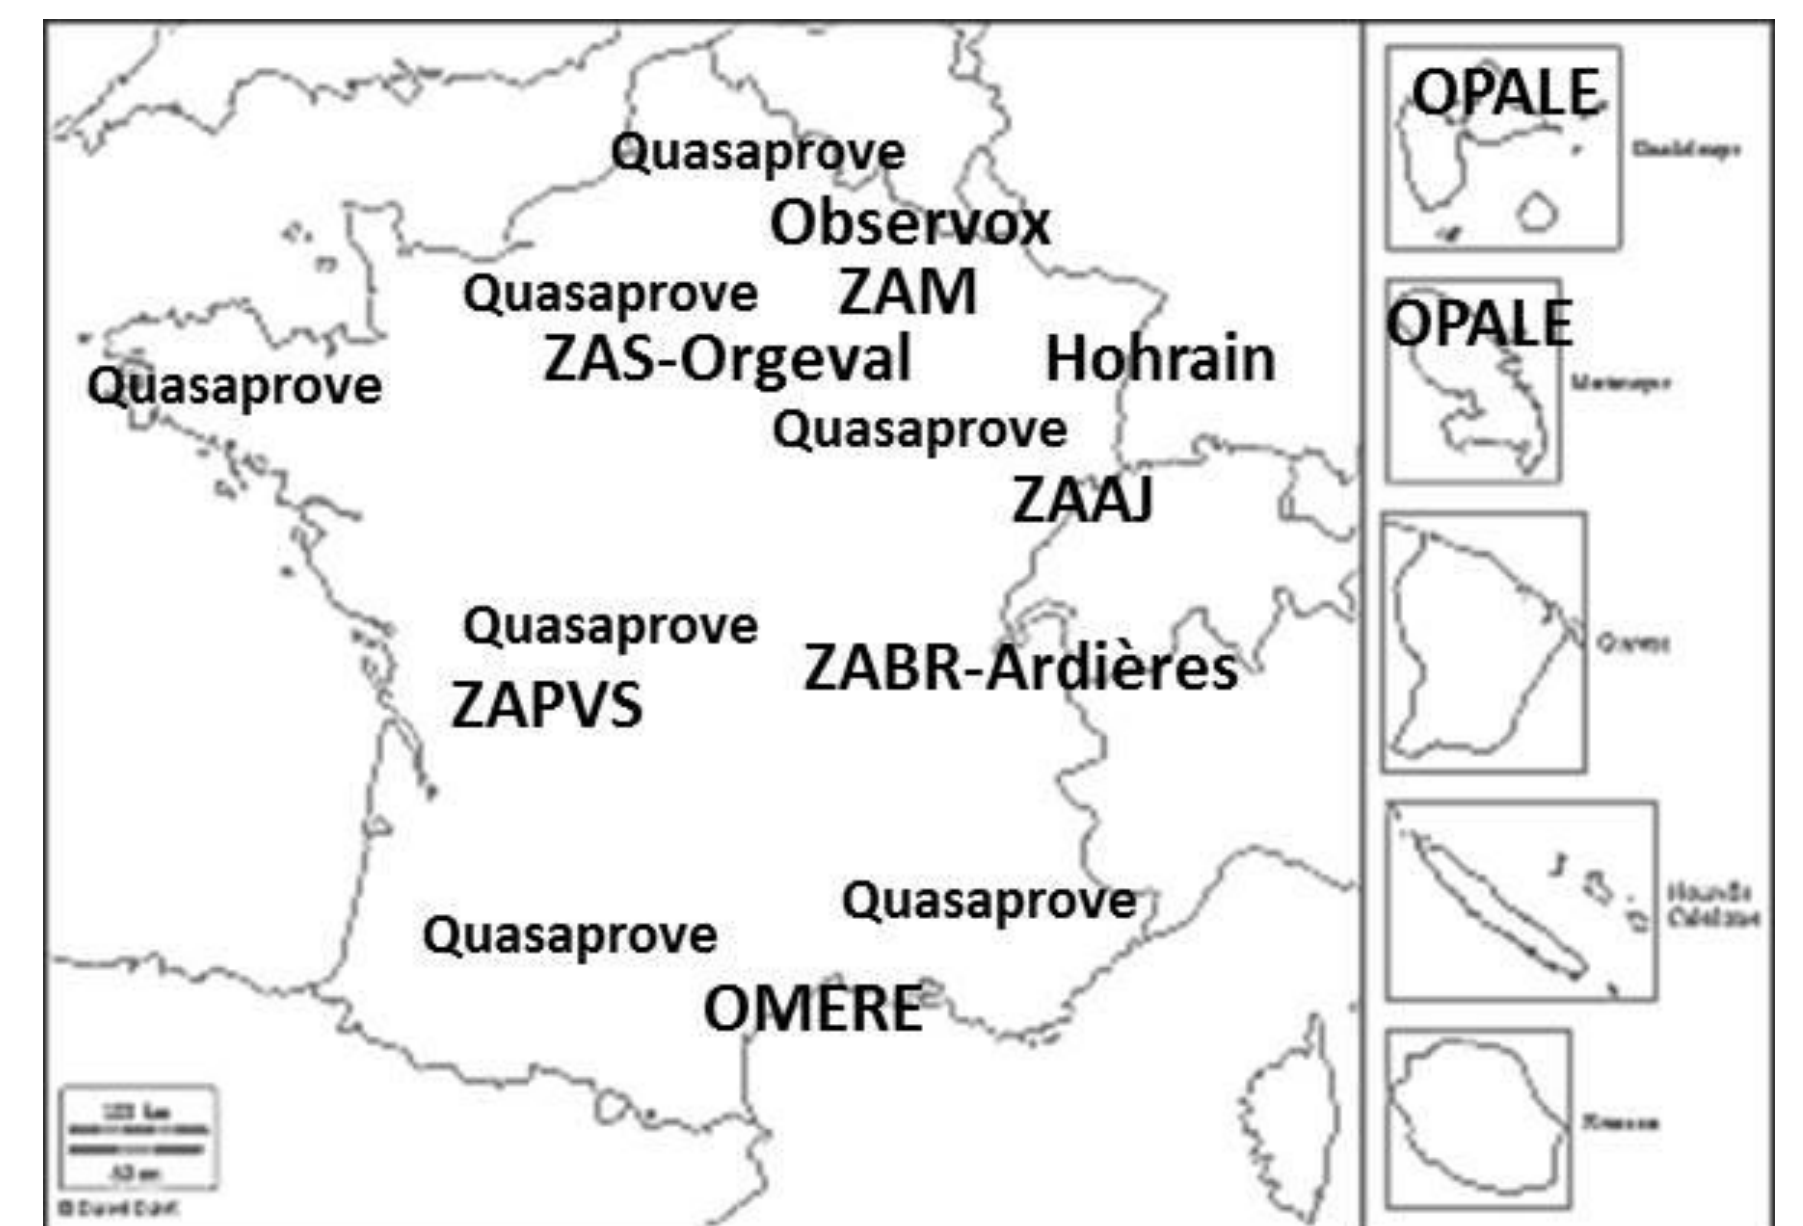 OPALE
Quasaprove
Observox
Quasaprove
ZAM
OPALE
ZAS-Orgeval
Hohrain
Quasaprove
Quasaprove
ZAAJ
Quasaprove
ZABR-Ardières
ZAPVS
Quasaprove
Quasaprove
OMERE